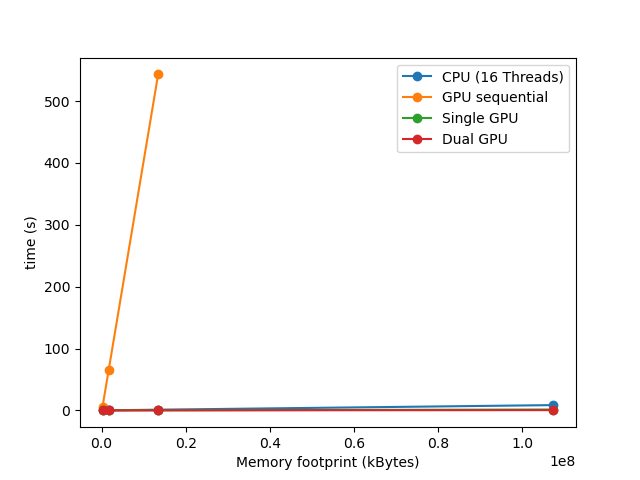 CPU (16 Threads)
GPU sequential
Single GPU
Dual GPU
500
400
300
200
100
0
time (s)
0.0 0.2 0.4 0.6 0.8 1.0
1e8
Memory footprint (kBytes)